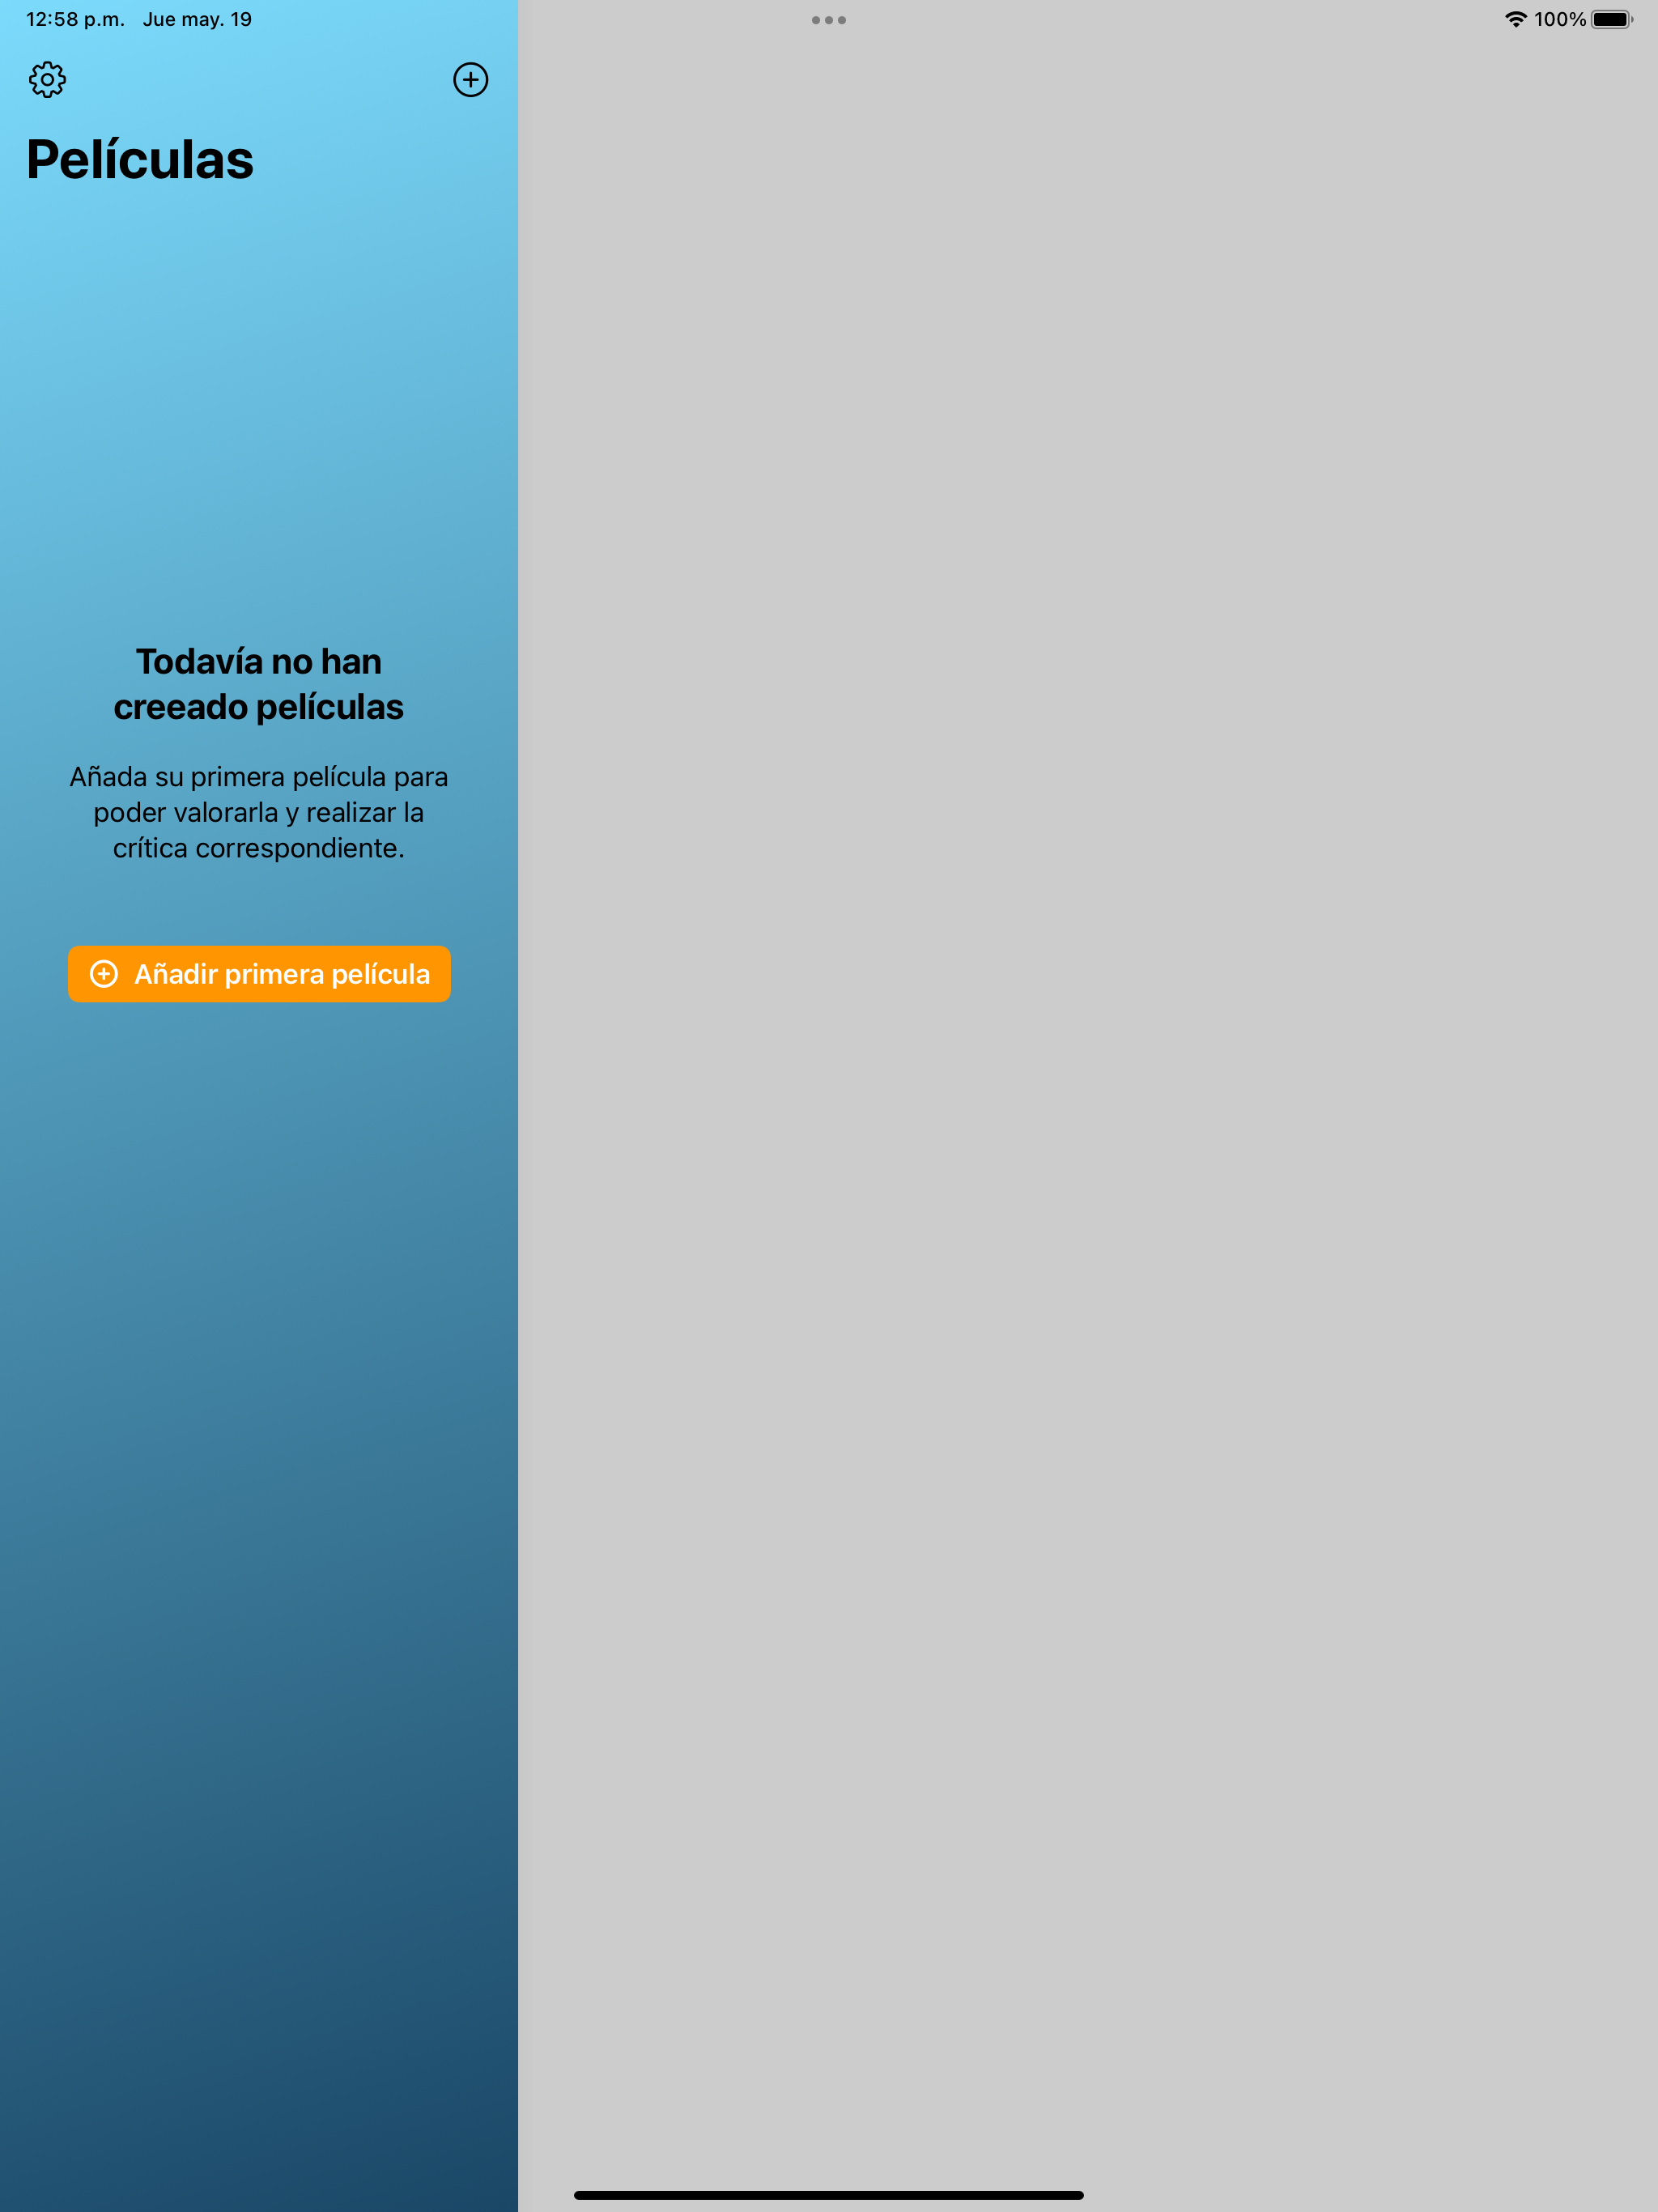 12:58 p.m. Jue may. 19 100%
Películas
Todavía no han
creeado películas
Añada su primera película para
poder valorarla y realizar la
crítica correspondiente.
Añadir primera película